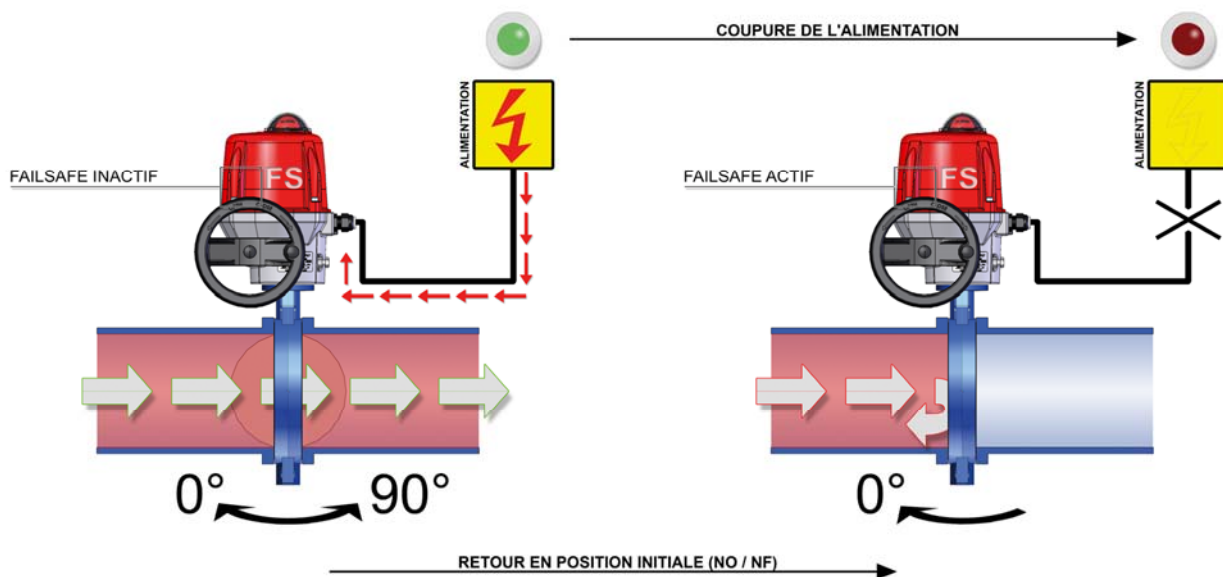 COUPURE DE L'ALIMENTATION
ALIMENTATION
ALIMENTATION
FAILSAFE INACTIF
FS
FAILSAFE ACTIF
FS
0°
90°
0°
RETOUR EN POSITION INITIALE (NO / NF)